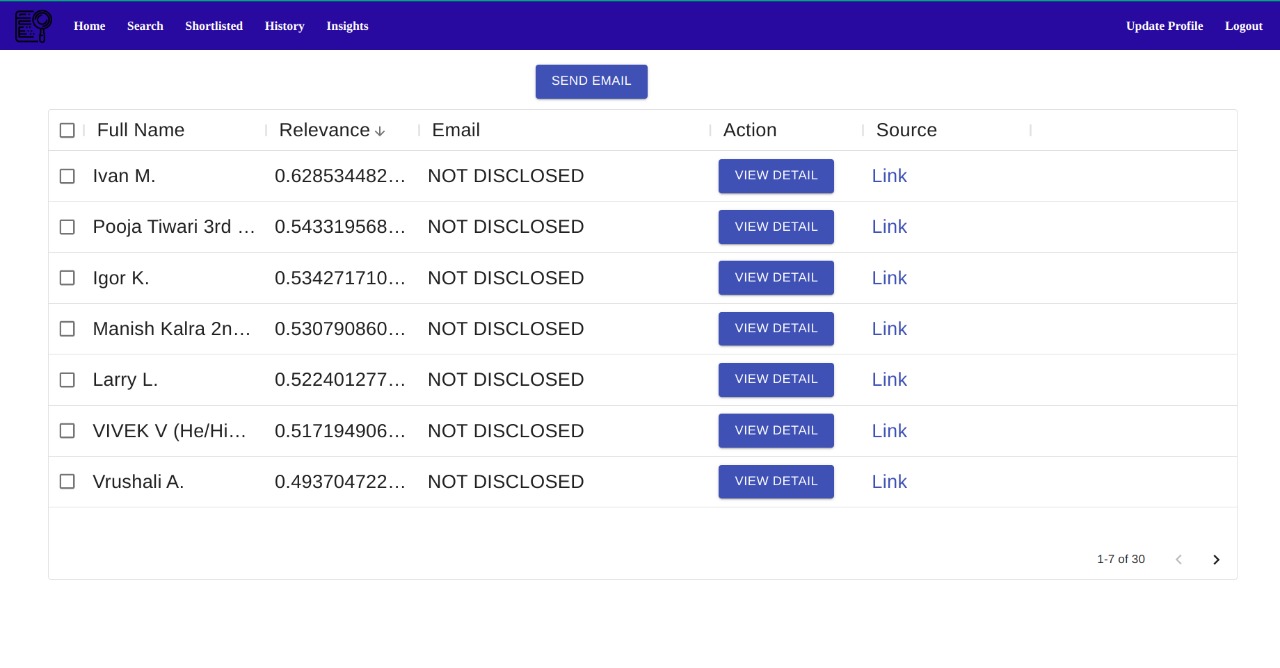 Home Search Shortlisted History Insights Update Profile Logout
SEND EMAIL
Full Name Relevance Email Action Source
Ivan M. 0.628534482... NOT DISCLOSED VIEW DETAIL Link
Pooja Tiwari 3rd ... 0.543319568... NOT DISCLOSED VIEW DETAIL Link
Igor K. 0.534271710... NOT DISCLOSED VIEW DETAIL Link
Manish Kalra 2n... 0.530790860... NOT DISCLOSED VIEW DETAIL Link
Larry L. 0.522401277... NOT DISCLOSED VIEW DETAIL Link
VIVEK V (He/Hi... 0.517194906... NOT DISCLOSED VIEW DETAIL Link
Vrushali A. 0.493704722... NOT DISCLOSED VIEW DETAIL Link
1-7 of 30